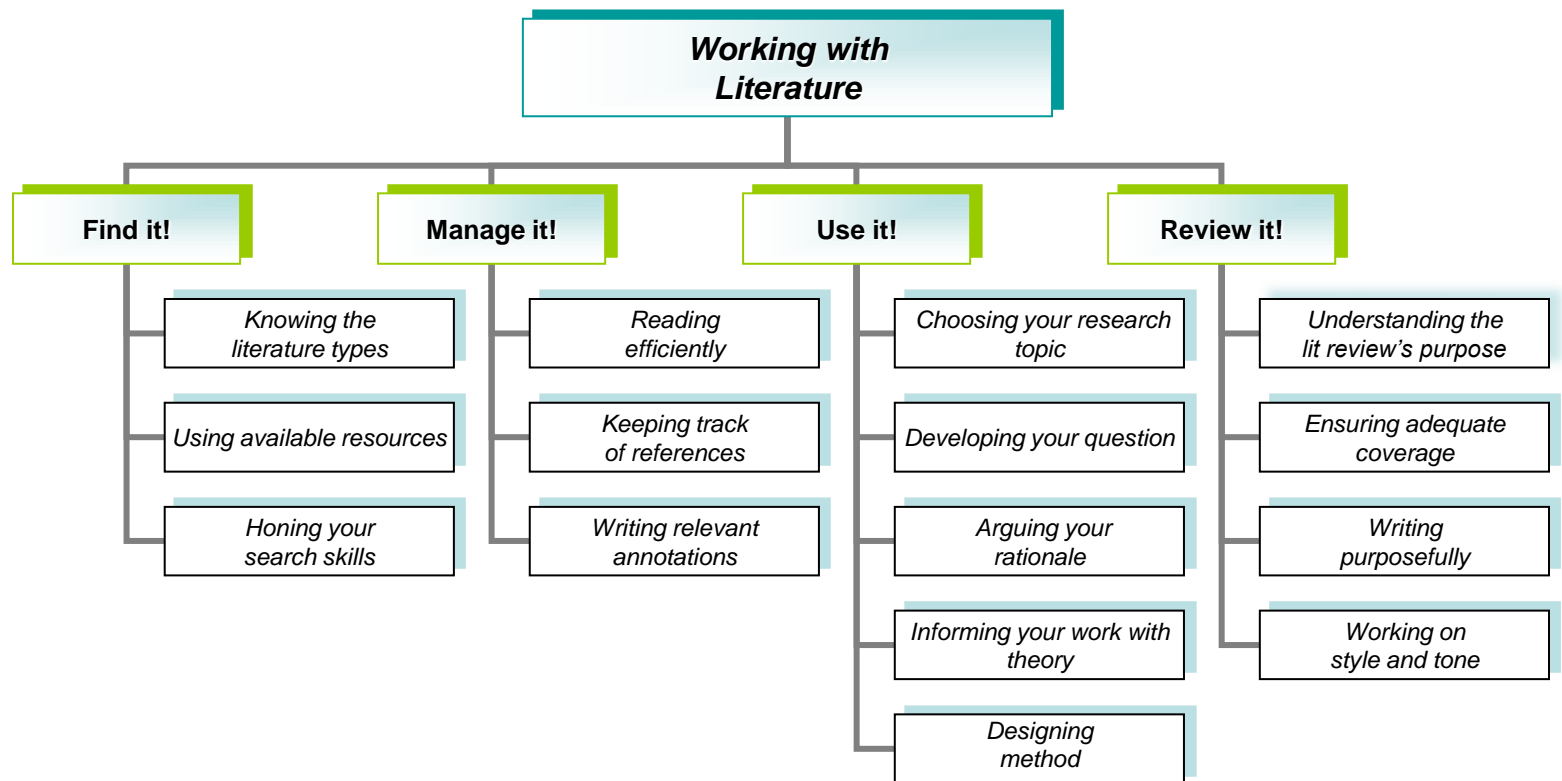 Working with
Literature
Find it!
Manage it!
Use it!
Review it!
Knowing the
literature types
Using available resources
Honing your
search skills
Reading
efficiently
Keeping track
of references
Writing relevant
annotations
Choosing your research
topic
Developing your question
Arguing your
rationale
Informing your work with
theory
Designing
method
Understanding the
lit review's purpose
Ensuring adequate
coverage
Writing
purposefully
Working on
style and tone